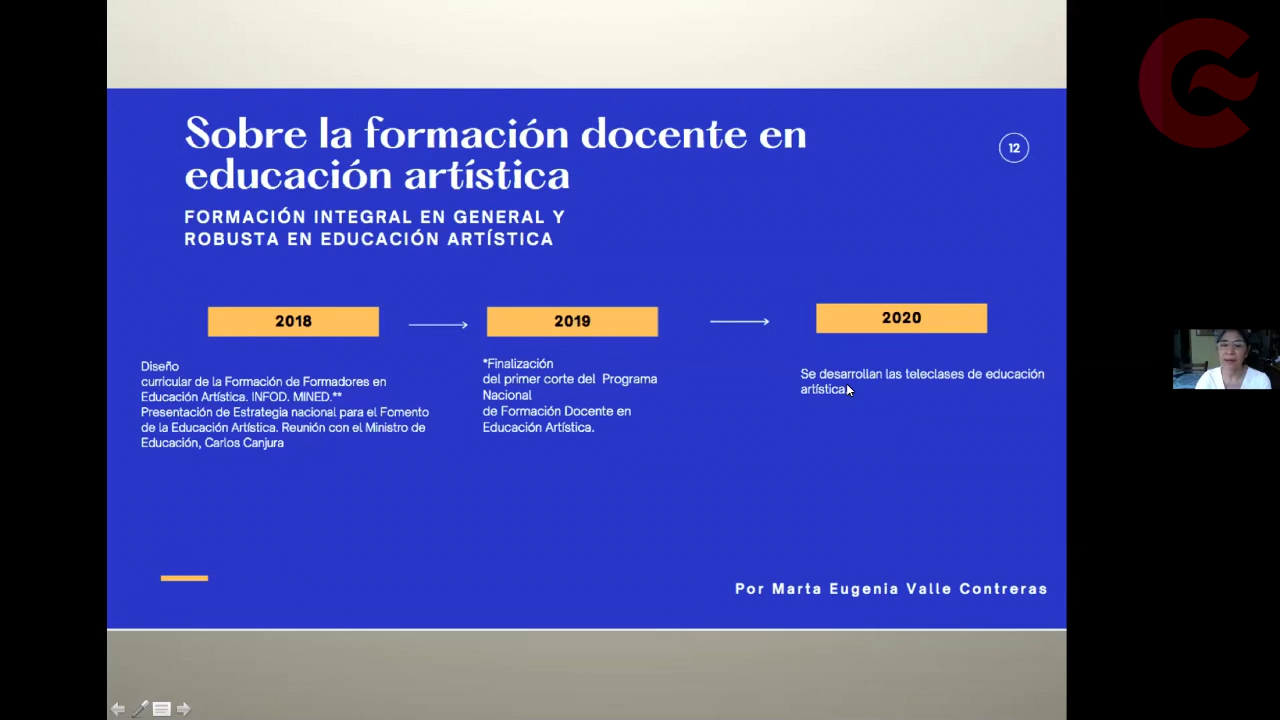 Sobre la formación docente en
educación artística
12
FORMACIÓN INTEGRAL EN GENERAL Y
ROBUSTA EN EDUCACIÓN ARTÍSTICA
2018
Diseño
curricular de la Formación de Formadores en
Educación Artística. INFOD. MINED.**
Presentación de Estrategia nacional para el Fomento
de la Educación Artística. Reunión con el Ministro de
Educación, Carlos Canjura
2019
*Finalización
del primer corte del Programa
Nacional
de Formación Docente en
Educación Artística.
2020
Se desarrollan las teleclases de educación
artística
Por Marta Eugenia Valle Contreras